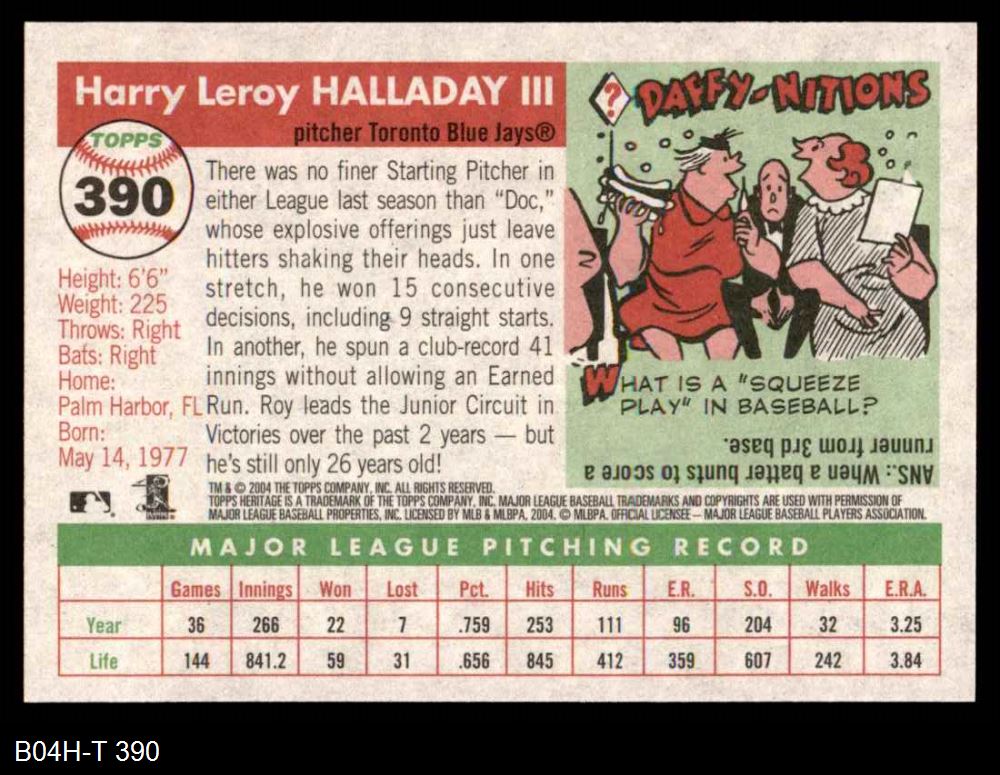 Harry Leroy HALLADAY III
pitcher Toronto Blue Jays®
TOPPS
390
Height: 6'6"
Weight: 225
Throws: Right
Bats: Right
Home:
Palm Harbor, FL
Born:
May 14, 1977
There was no finer Starting Pitcher in
either League last season than "Doc,"
whose explosive offerings just leave
hitters shaking their heads. In one
stretch, he won 15 consecutive
decisions, including 9 straight starts.
In another, he spun a club-record 41
innings without allowing an Earned
Run. Roy leads the Junior Circuit in
Victories over the past 2 years — but
he's still only 26 years old!
? DAFFY-NITIONS
WHAT IS A "SQUEEZE
PLAY" IN BASEBALL?
ANS.: When a batter bunts to score a
runner from 3rd base.
TM & © 2004 THE TOPPS COMPANY, INC. ALL RIGHTS RESERVED.
TOPPS HERITAGE IS A TRADEMARK OF THE TOPPS COMPANY, INC. MAJOR LEAGUE BASEBALL TRADEMARKS AND COPYRIGHTS ARE USED WITH PERMISSION OF
MAJOR LEAGUE BASEBALL PROPERTIES, INC. LICENSED BY MLB & MLBPA, 2004. © MLBPA. OFFICIAL LICENSEE – MAJOR LEAGUE BASEBALL PLAYERS ASSOCIATION.
MAJOR LEAGUE PITCHING RECORD
Games Innings Won Lost Pct. Hits Runs E.R. S.O. Walks E.R.A.
Year 36 266 22 7 .759 253 111 96 204 32 3.25
Life 144 841.2 59 31 .656 845 412 359 607 242 3.84
B04H-T 390